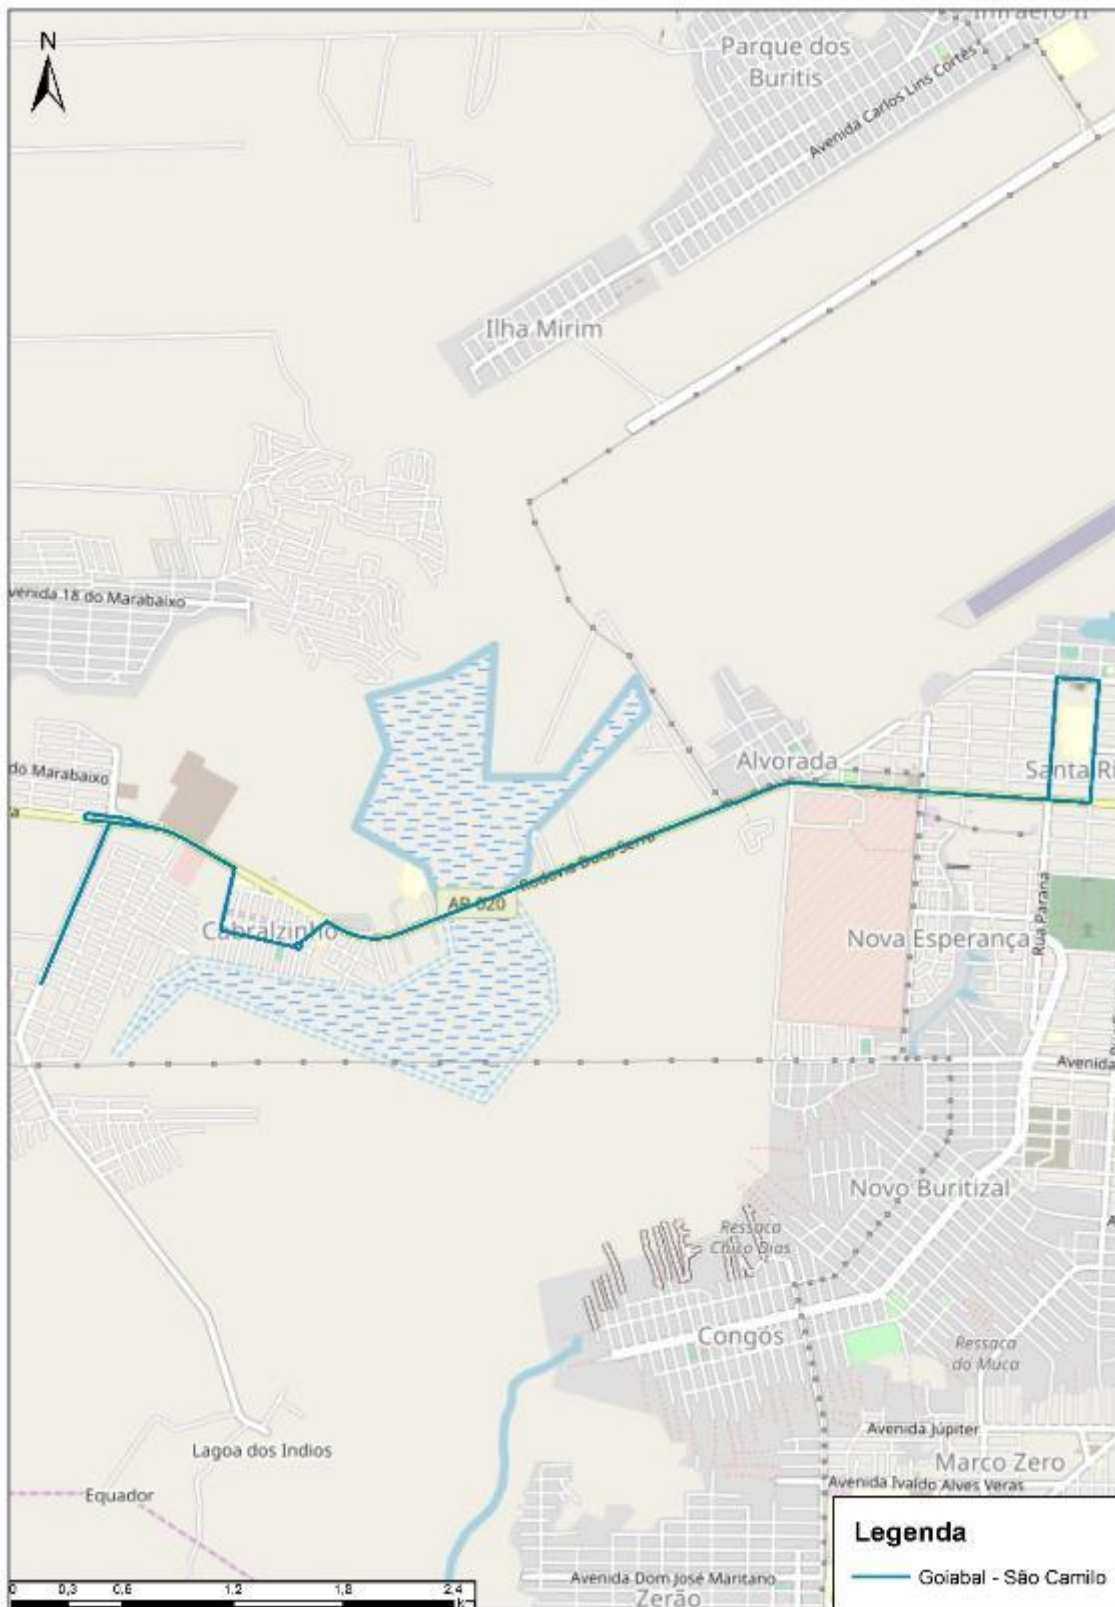 Infraero II
N
Parque dos
Buritis
Avenida Carlos Lins Cortês
Ilha Mirim
venida 18 do Marabaixo
do Marabaixo
a
Alvorada
Santa Ri
Rodovia Duca Serra
AP-020
Cabralzinho
Nova Esperança
Rua Paraná
Avenida
Novo Buritizal
A
Ressaca
Chico Dias
Congós
Ressaca
do Muca
Avenida Júpiter
Lagoa dos Indios
Marco Zero
Avenida Ivaldo Alves Veras
Equador
Legenda
Goiabal - São Camilo
Avenida Dom José Maritano
Zerão
0 0,3 0,6 1,2 1,8 2,4